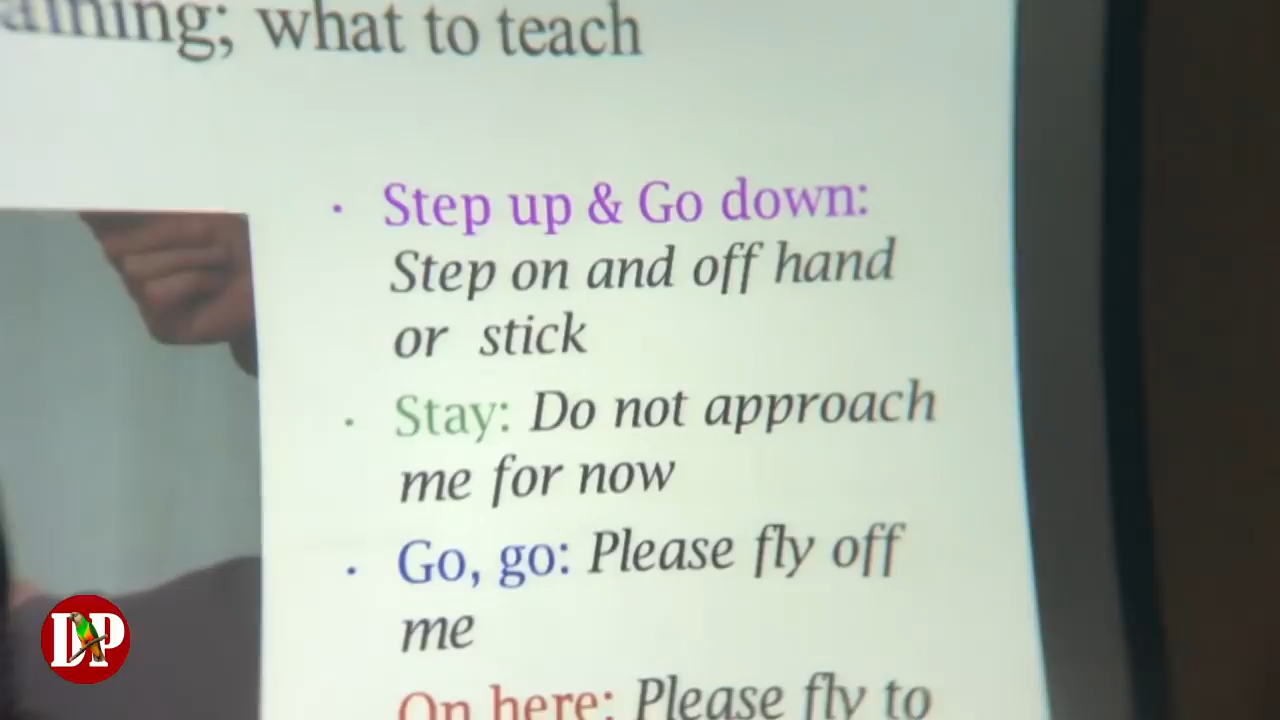 what to teach
· Step up & Go down:
Step on and off hand
or stick
· Stay: Do not approach
me for now
· Go, go: Please fly off
me
On here: Please fly to
DP